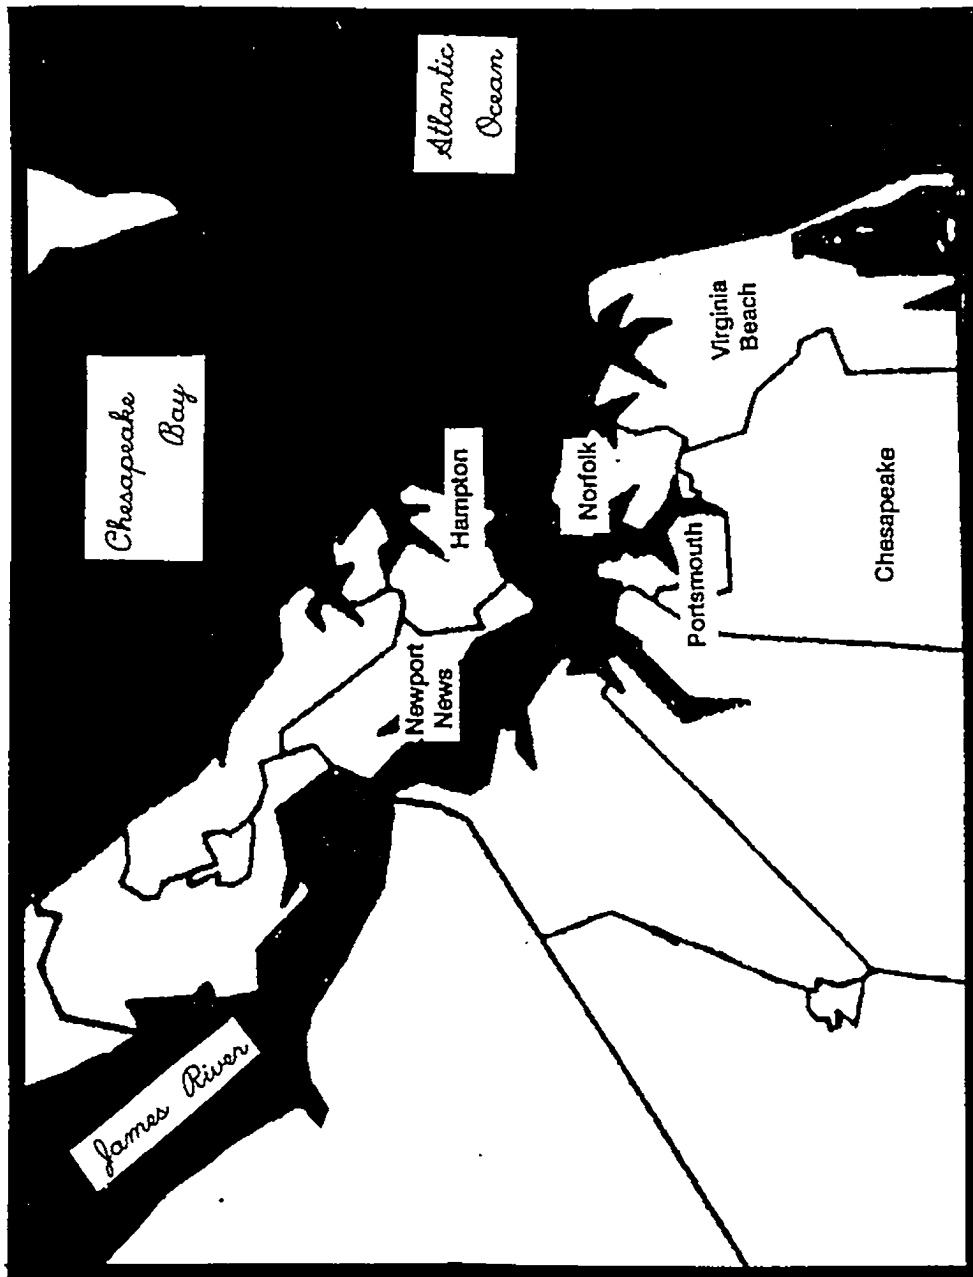 Atlantic
Ocean
Chesapeake
Bay
Virginia
Beach
Hampton
Norfolk
Chesapeake
Portsmouth
Newport
News
James River